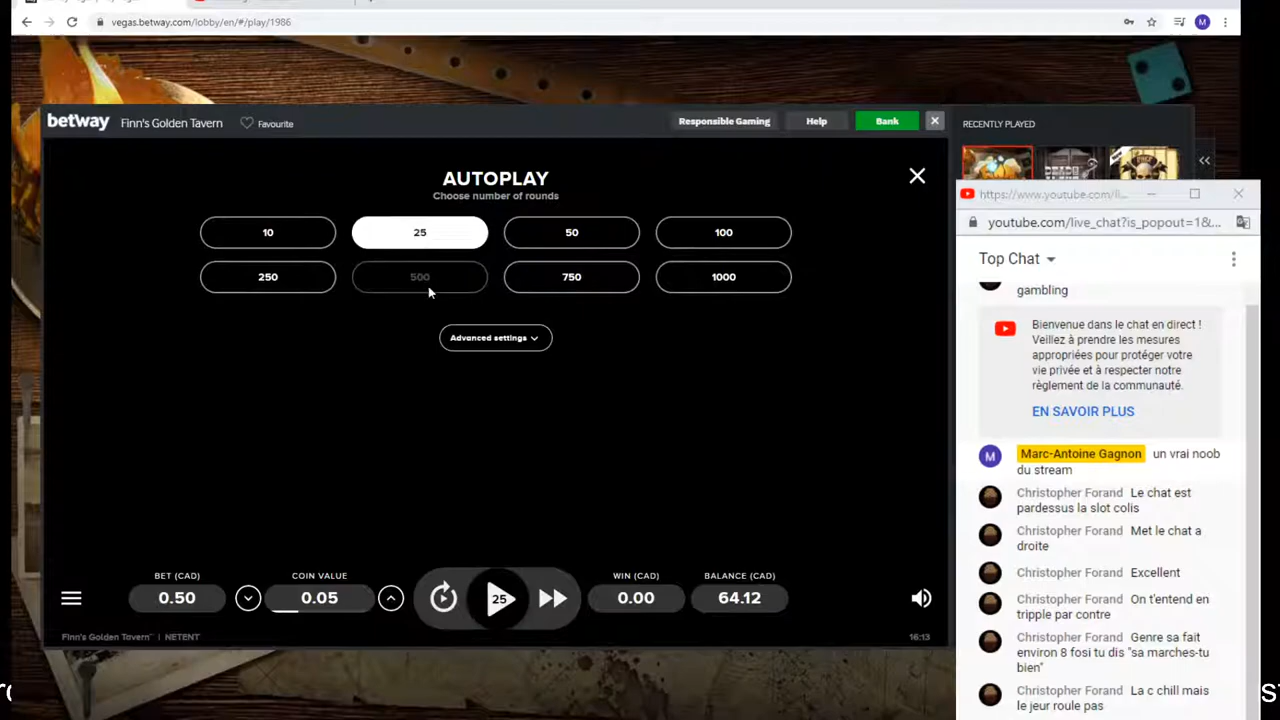 vegas.betway.com/lobby/en/#/play/1986
M
betway Finn's Golden Tavern Favourite
Responsible Gaming Help Bank
RECENTLY PLAYED
AUTOPLAY
Choose number of rounds
10 25 50 100
250 500 750 1000
Advanced settings
BET (CAD) COIN VALUE WIN (CAD) BALANCE (CAD)
0.50 0.05 25 0.00 64.12
Finn's Golden Tavern™ | NETENT
16:13
https://www.youtube.com/li...
youtube.com/live_chat?is_popout=1&...
Top Chat
gambling
Bienvenue dans le chat en direct !
Veillez à prendre les mesures
appropriées pour protéger votre
vie privée et à respecter notre
règlement de la communauté.
EN SAVOIR PLUS
M Marc-Antoine Gagnon un vrai noob
du stream
Christopher Forand Le chat est
pardessus la slot colis
Christopher Forand Met le chat a
droite
Christopher Forand Excellent
Christopher Forand On t'entend en
tripple par contre
Christopher Forand Genre sa fait
environ 8 fosi tu dis "sa marches-tu
bien"
Christopher Forand La c chill mais
le jeur roule pas